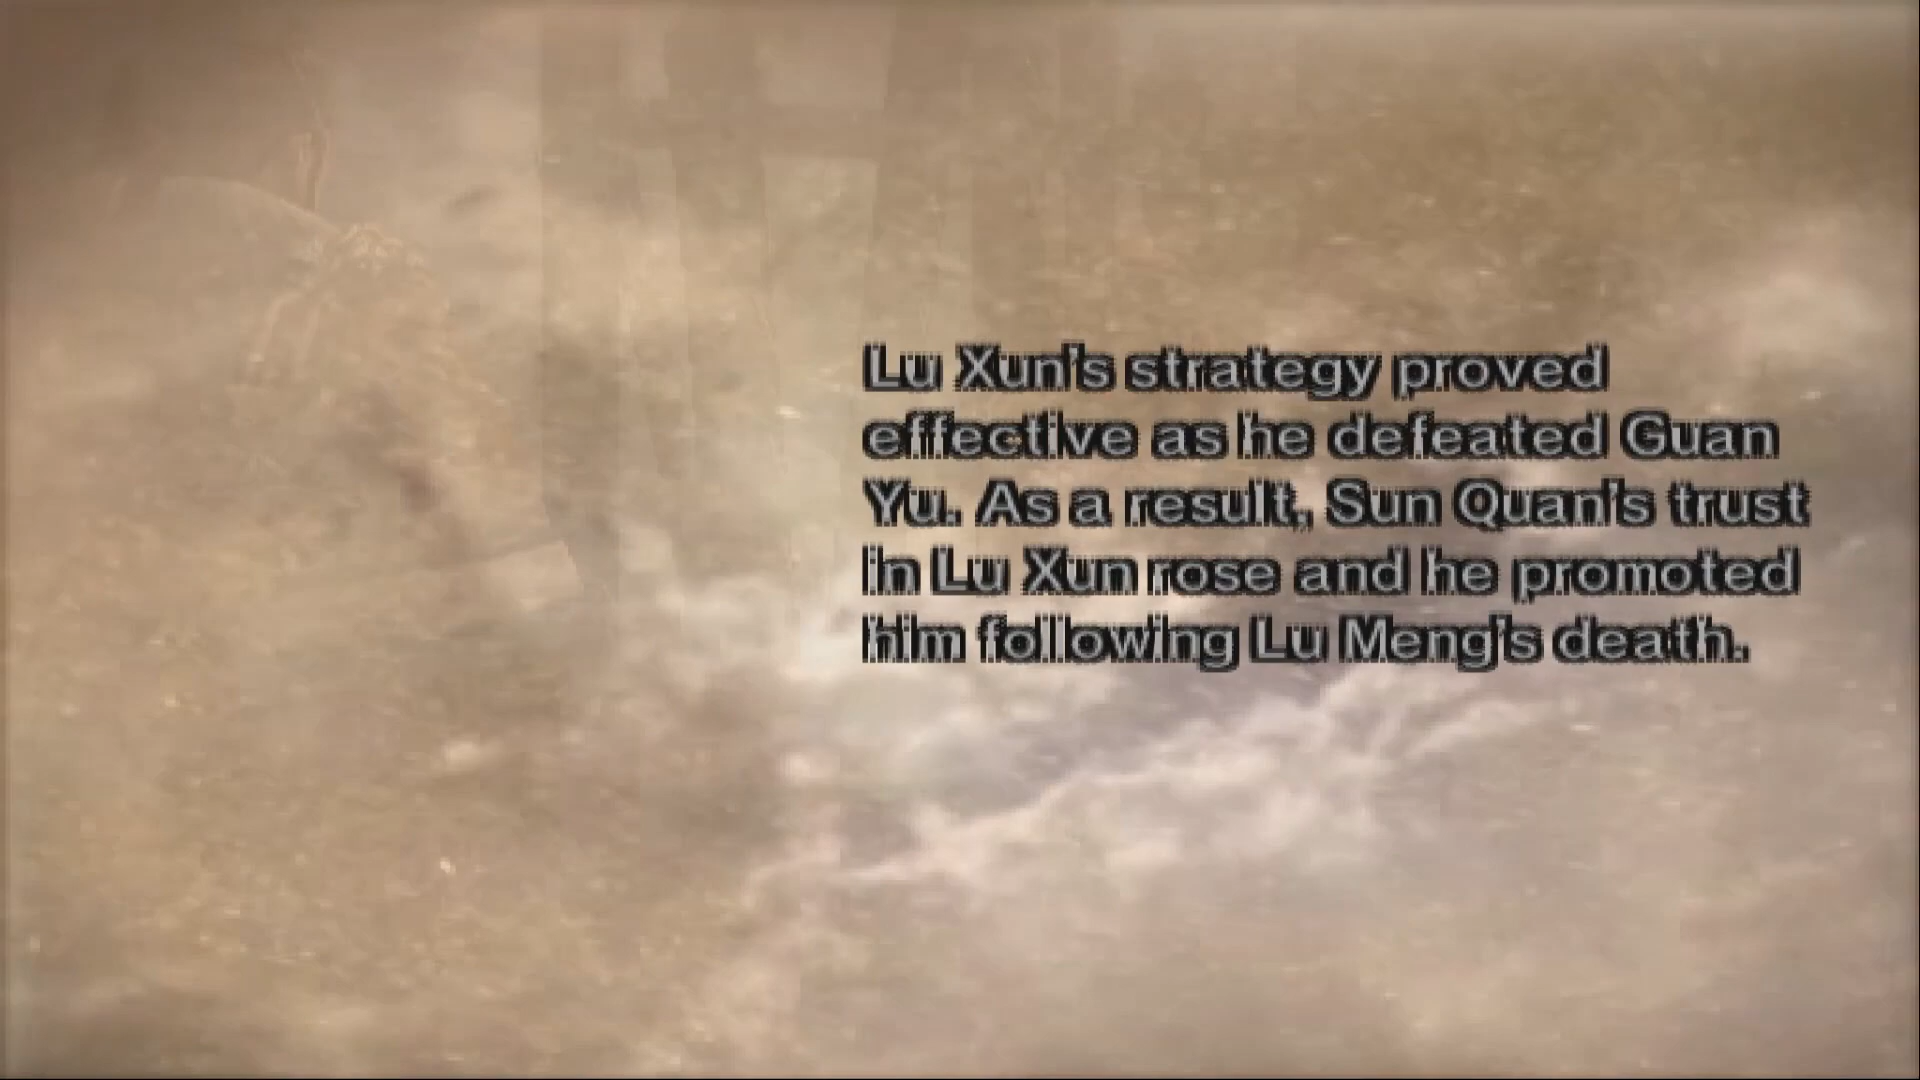 Lu Xun's strategy proved
effective as he defeated Guan
Yu. As a result, Sun Quan's trust
in Lu Xun rose and he promoted
him following Lu Meng's death.